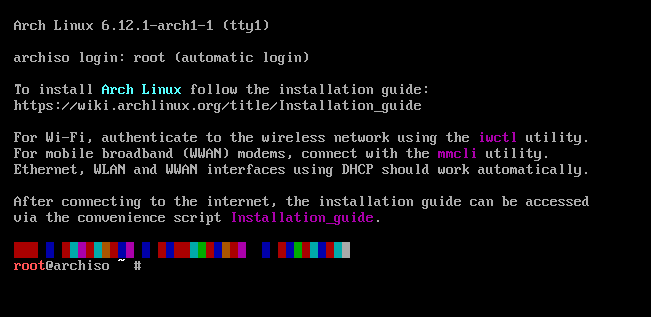 Arch Linux 6.12.1-arch1-1 (tty1)
archiso login: root (automatic login)
To install Arch Linux follow the installation guide:
https://wiki.archlinux.org/title/Installation_guide
For Wi-Fi, authenticate to the wireless network using the iwctl utility.
For mobile broadband (WWAN) modems, connect with the mmcli utility.
Ethernet, WLAN and WWAN interfaces using DHCP should work automatically.
After connecting to the internet, the installation guide can be accessed
via the convenience script Installation_guide.
root@archiso ~ #